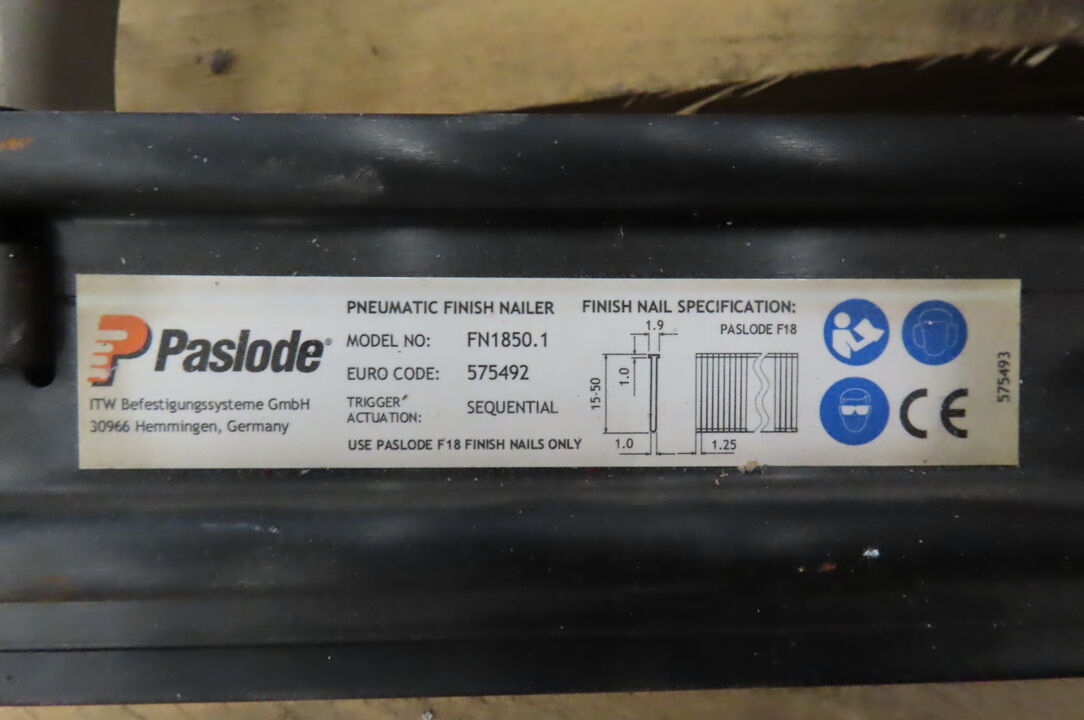 Paslode®
ITW Befestigungssysteme GmbH
30966 Hemmingen, Germany
PNEUMATIC FINISH NAILER
MODEL NO: FN1850.1
EURO CODE: 575492
TRIGGER
ACTUATION: SEQUENTIAL
USE PASLODE F18 FINISH NAILS ONLY
FINISH NAIL SPECIFICATION:
PASLODE F18
1.9
1.0
15-50
1.0
1.25
CE
575493